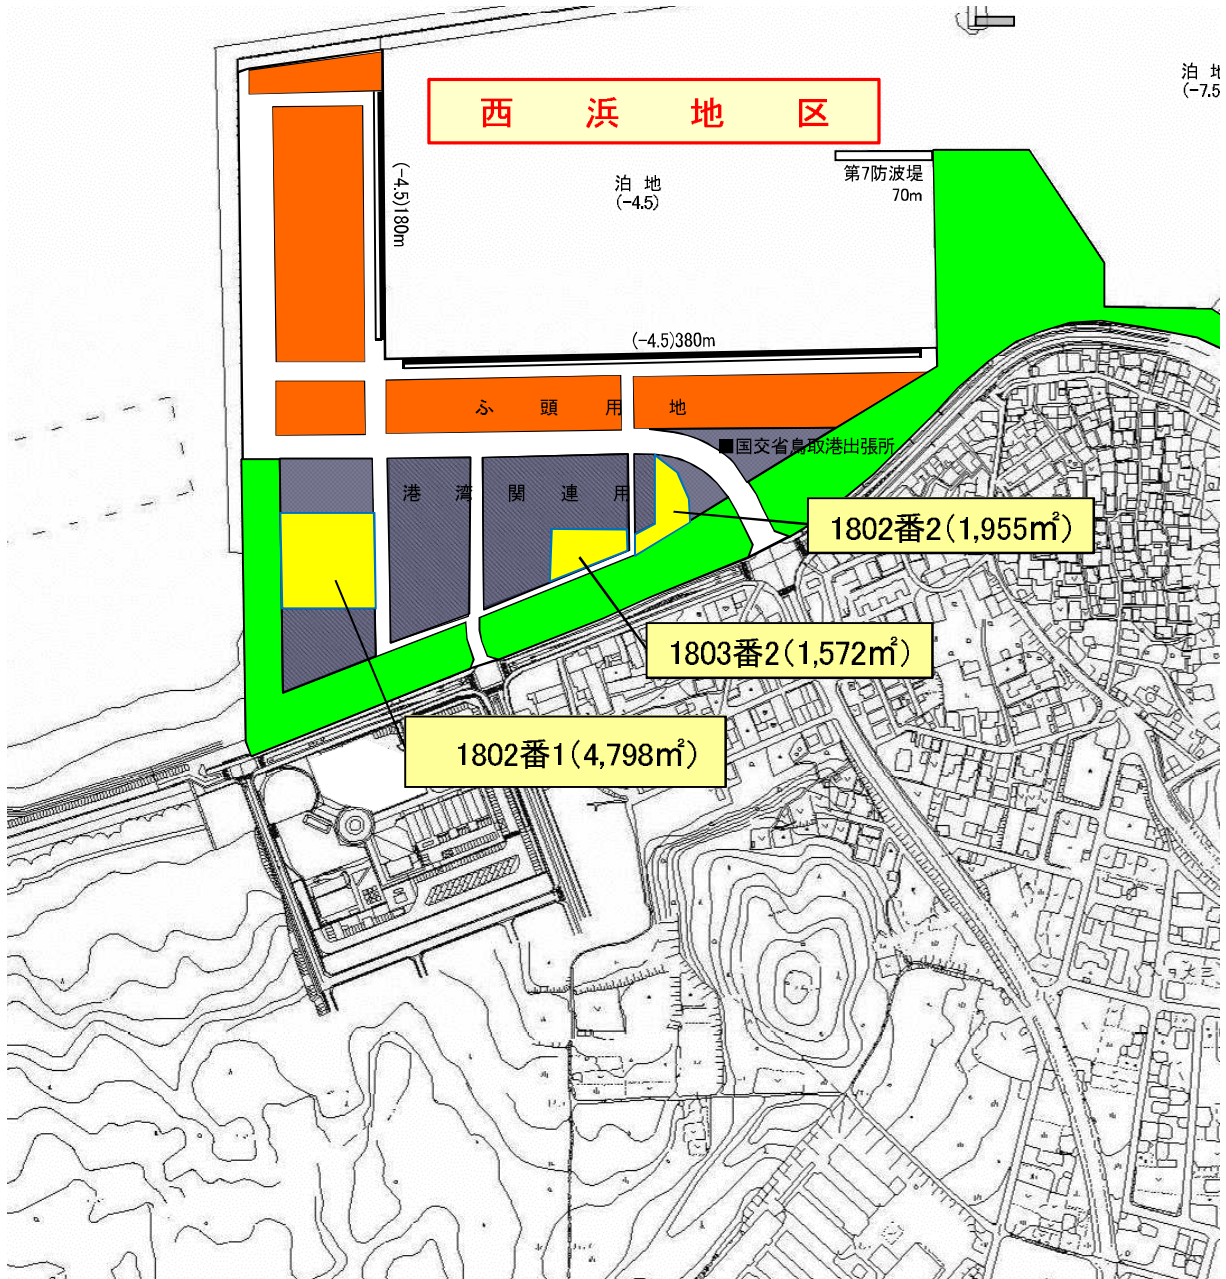 泊 地
(-7.5
西 浜 地 区
第7防波堤
70m
泊 地
(-4.5)
(-4.5)180m
(-4.5)380m
ふ 頭 用 地
■国交省鳥取港出張所
港 湾 関 連 用
1802番2(1,955㎡)
1803番2(1,572㎡)
1802番1(4,798㎡)
大三